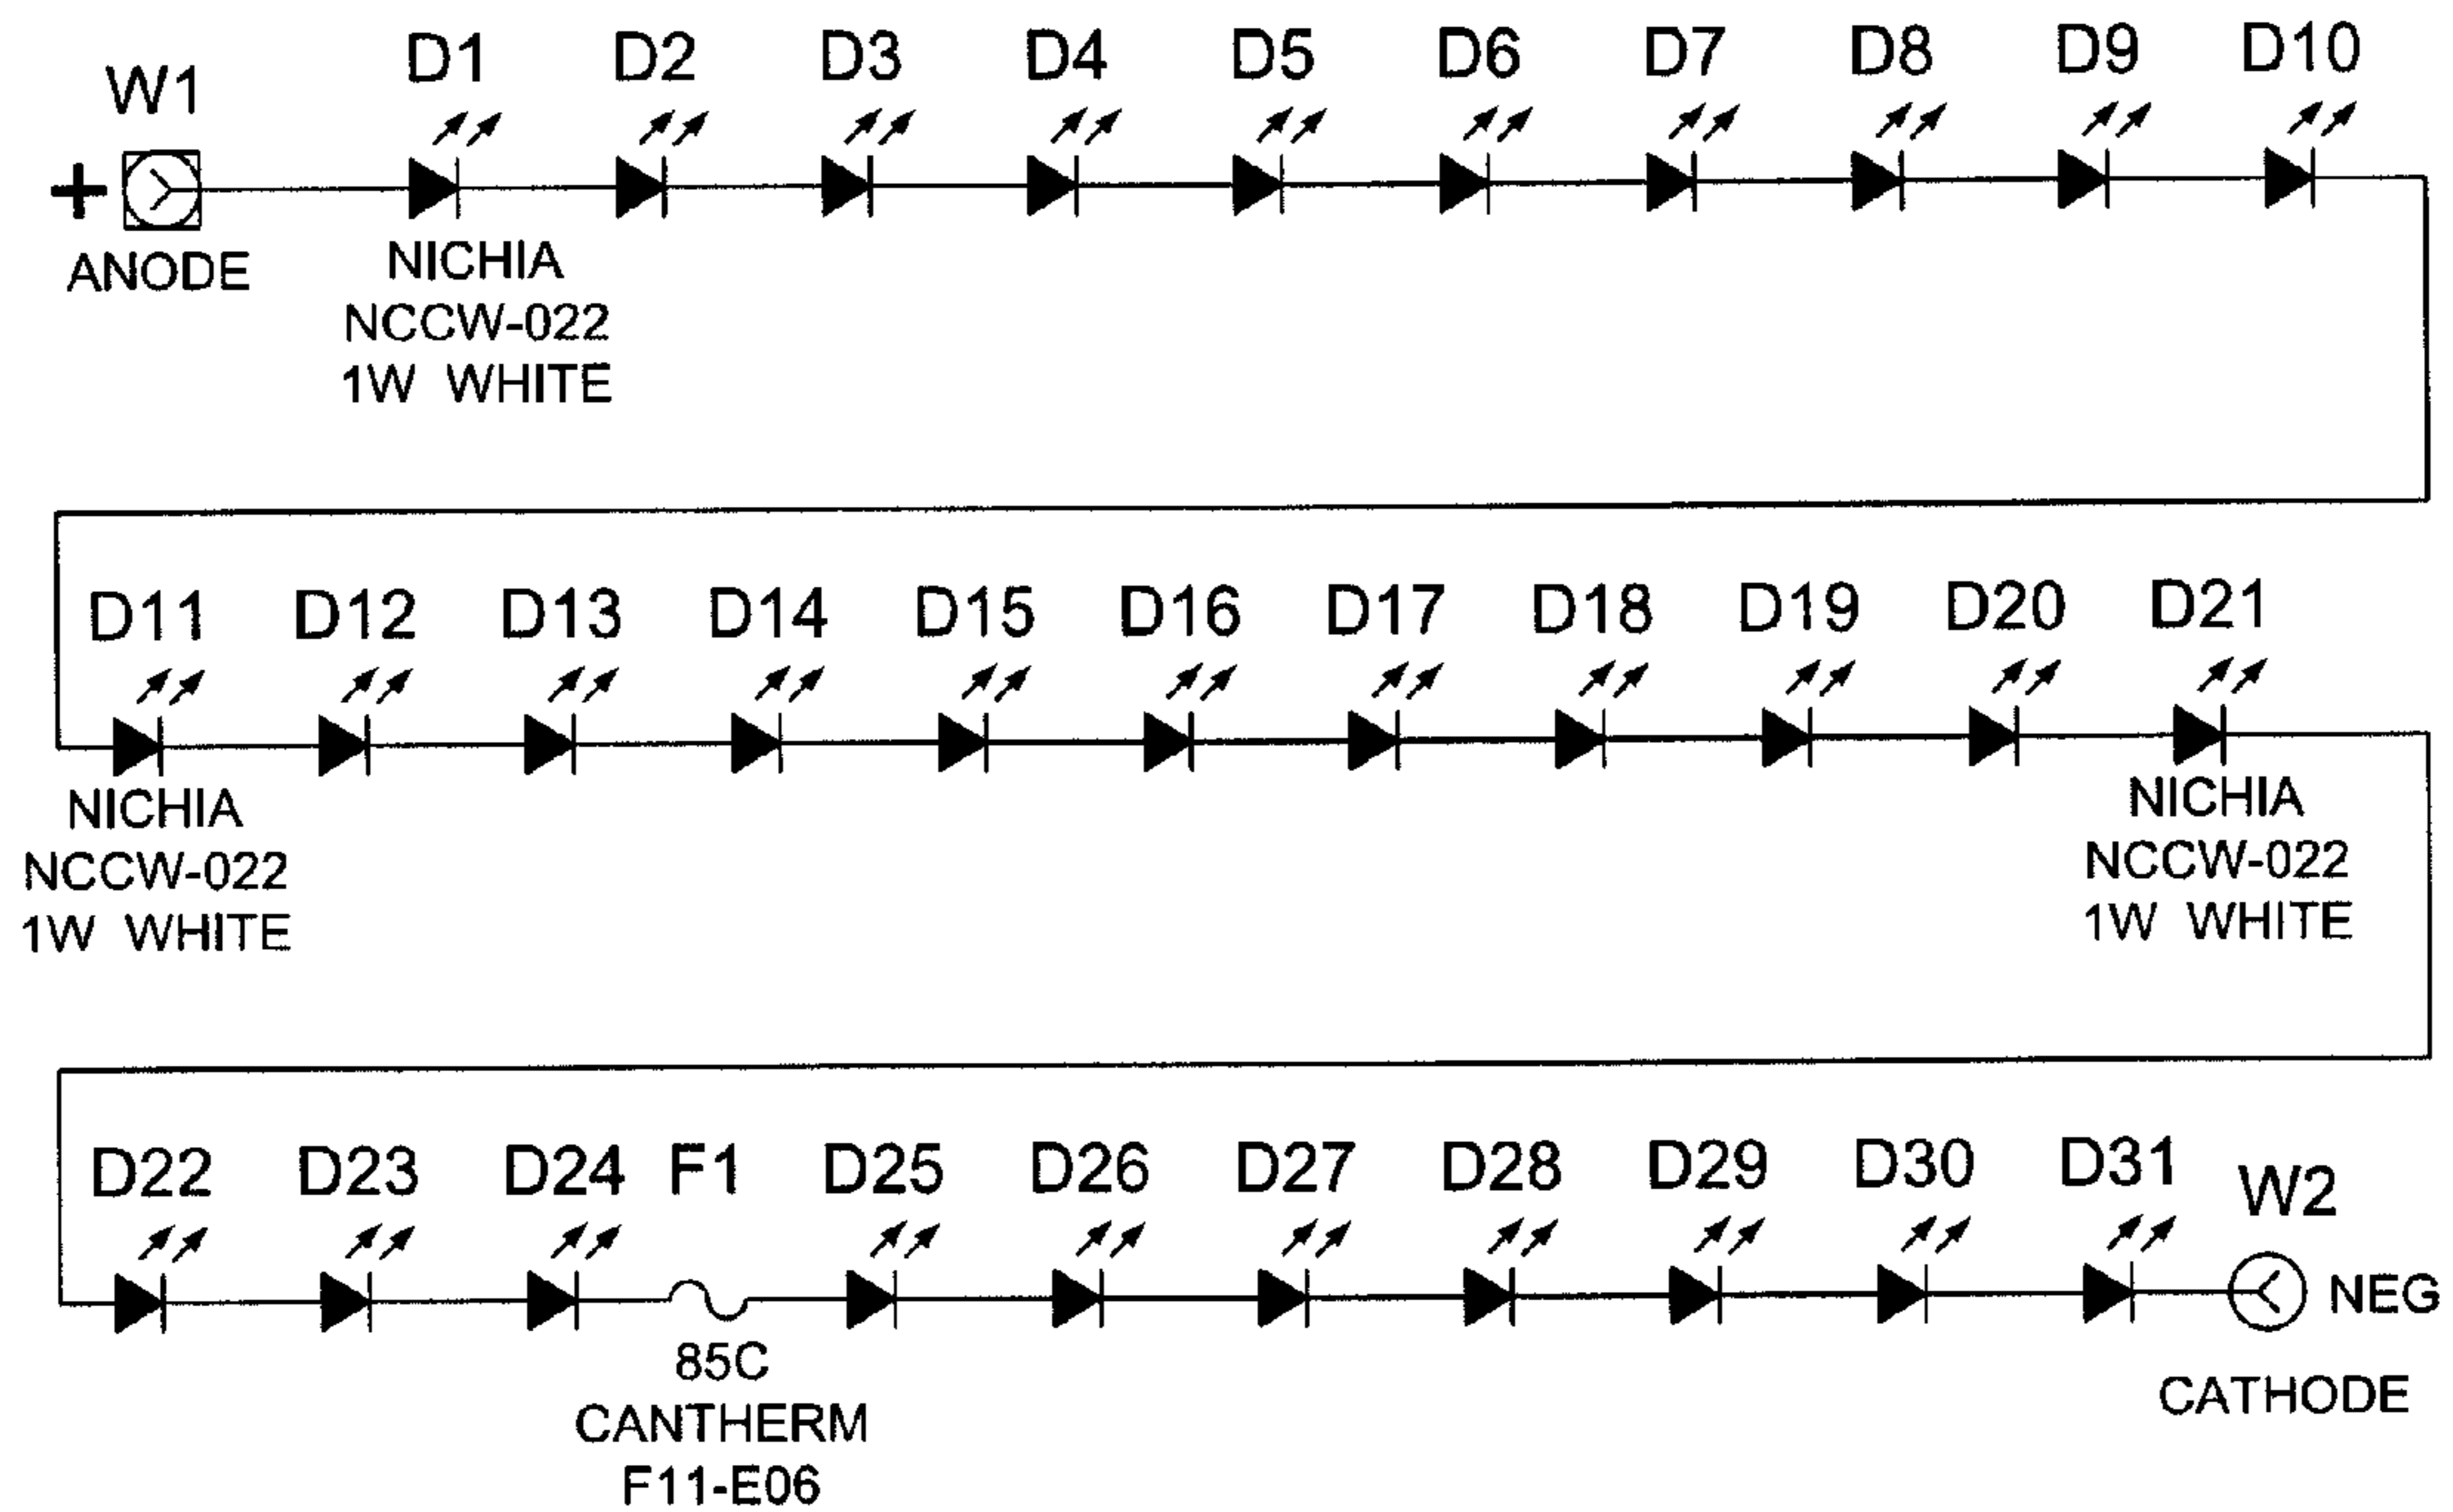 W1 D1 D2 D3 D4 D5 D6 D7 D8 D9 D10
+
ANODE
NICHIA
NCCW-022
1W WHITE
D11 D12 D13 D14 D15 D16 D17 D18 D19 D20 D21
NICHIA
NCCW-022
1W WHITE
NICHIA
NCCW-022
1W WHITE
D22 D23 D24 F1 D25 D26 D27 D28 D29 D30 D31 W2
NEG
85C
CANTHERM
F11-E06
CATHODE